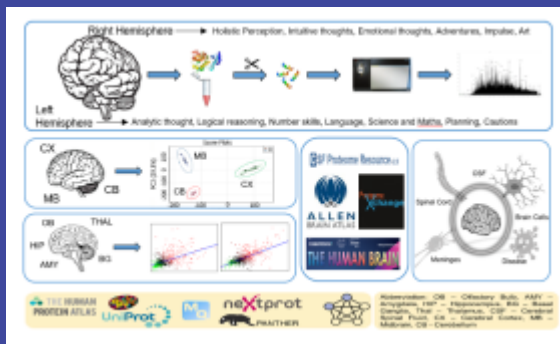 Right Hemisphere Holistic Perception, Intuitive thoughts, Emotional thoughts, Adventures, Impulse, Art
Left
Hemisphere Analytic thought, Logical reasoning, Number skills, Language, Science and Maths, Planning, Cautions
CX
MB
CB
MB
CB
CX
OB
THAL
HIP
AMY
BG
CSF Proteome Resource
ALLEN
BRAIN ATLAS
THE HUMAN BRAIN
CSF
Spinal Cord
Brain Cells
Meninges
Disease
THE HUMAN
PROTEIN ATLAS
UniProt
neXtprot
PANTHER
Abbreviation: OB – Olfactory Bulb, AMY –
Amygdala, HIP – Hippocampus, BG – Basal
Ganglia, Thal – Thalamus, CSF – Cerebral
Spinal Fluid, CX – Cerebral Cortex, MB –
Midbrain, CB – Cerebellum